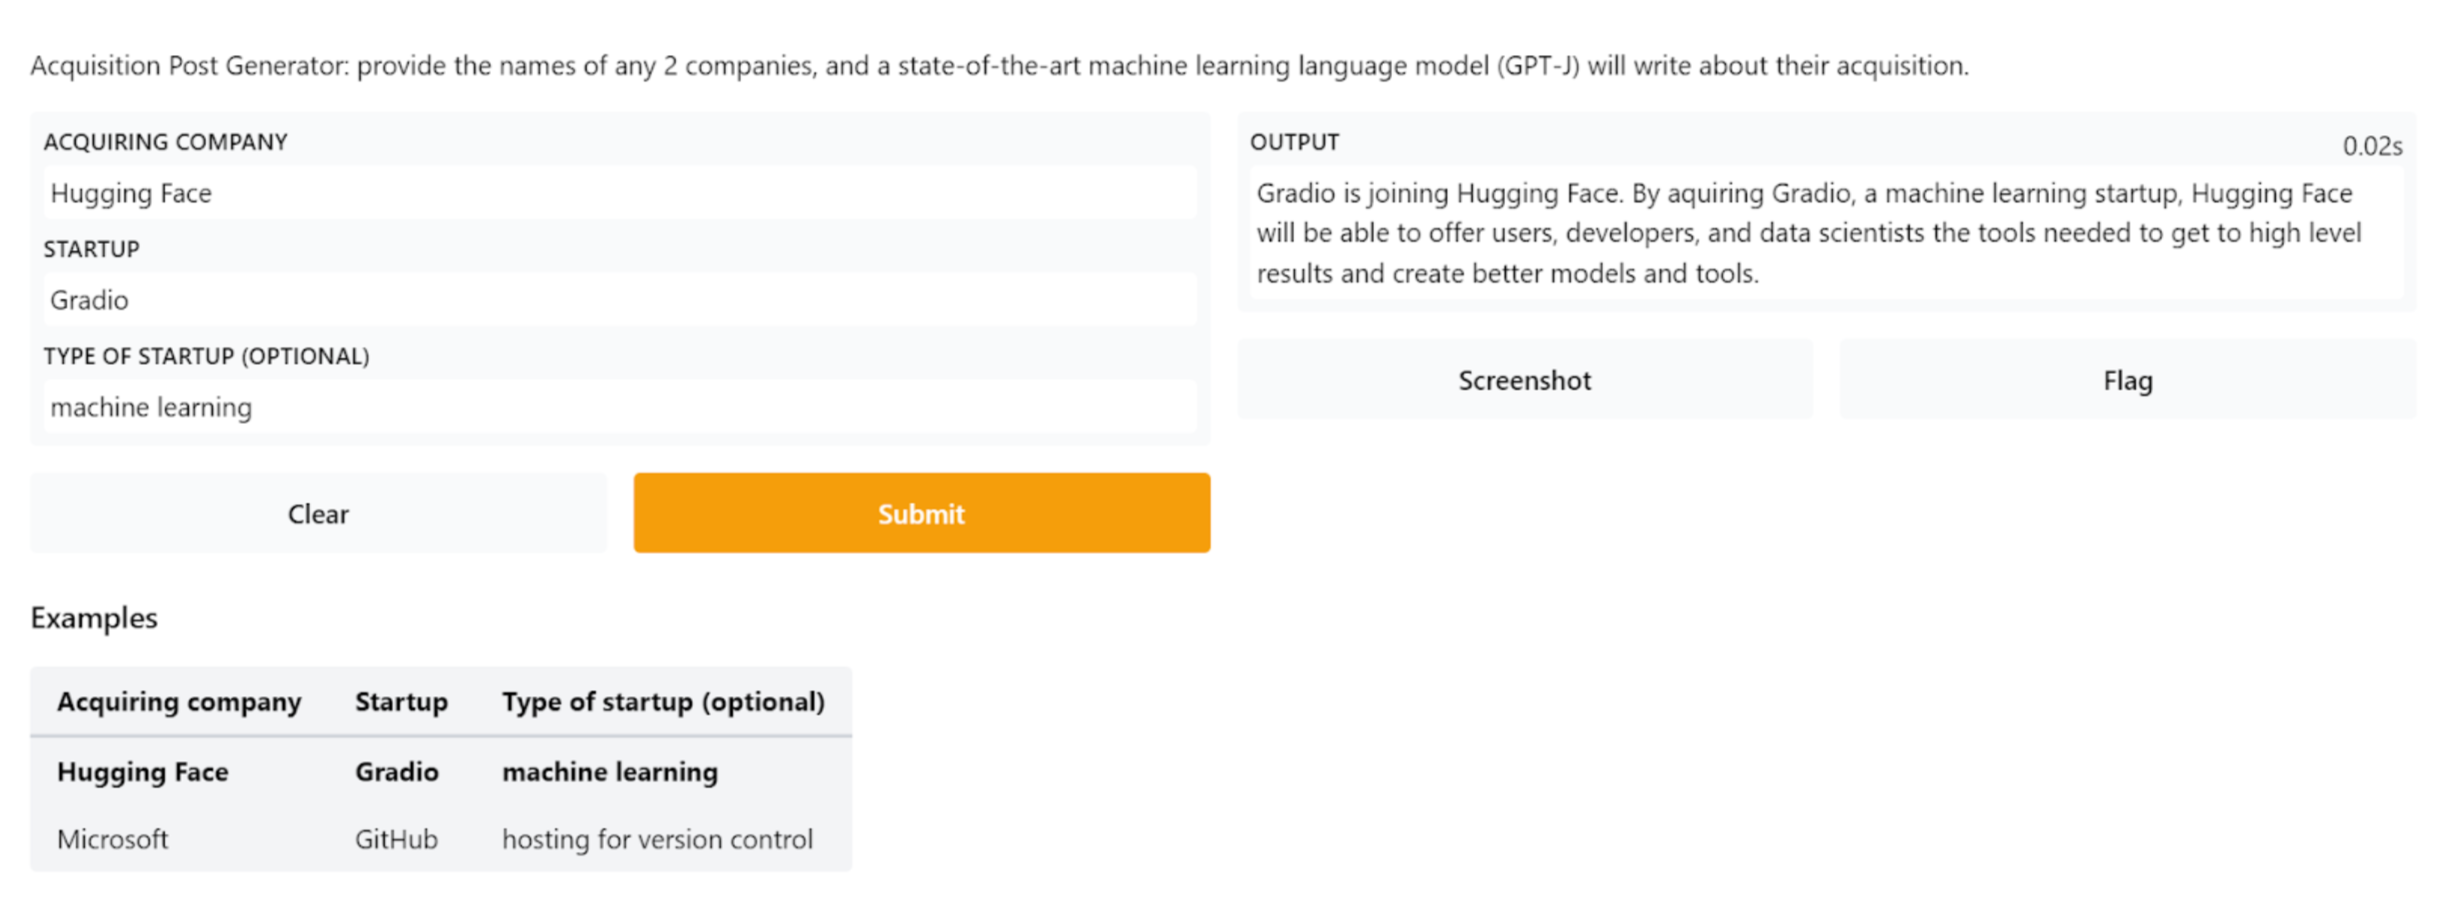 Acquisition Post Generator: provide the names of any 2 companies, and a state-of-the-art machine learning language model (GPT-J) will write about their acquisition.
ACQUIRING COMPANY
Hugging Face
STARTUP
Gradio
TYPE OF STARTUP (OPTIONAL)
machine learning
Clear Submit
OUTPUT 0.02s
Gradio is joining Hugging Face. By aquiring Gradio, a machine learning startup, Hugging Face
will be able to offer users, developers, and data scientists the tools needed to get to high level
results and create better models and tools.
Screenshot Flag
Examples
Acquiring company Startup Type of startup (optional)
Hugging Face Gradio machine learning
Microsoft GitHub hosting for version control